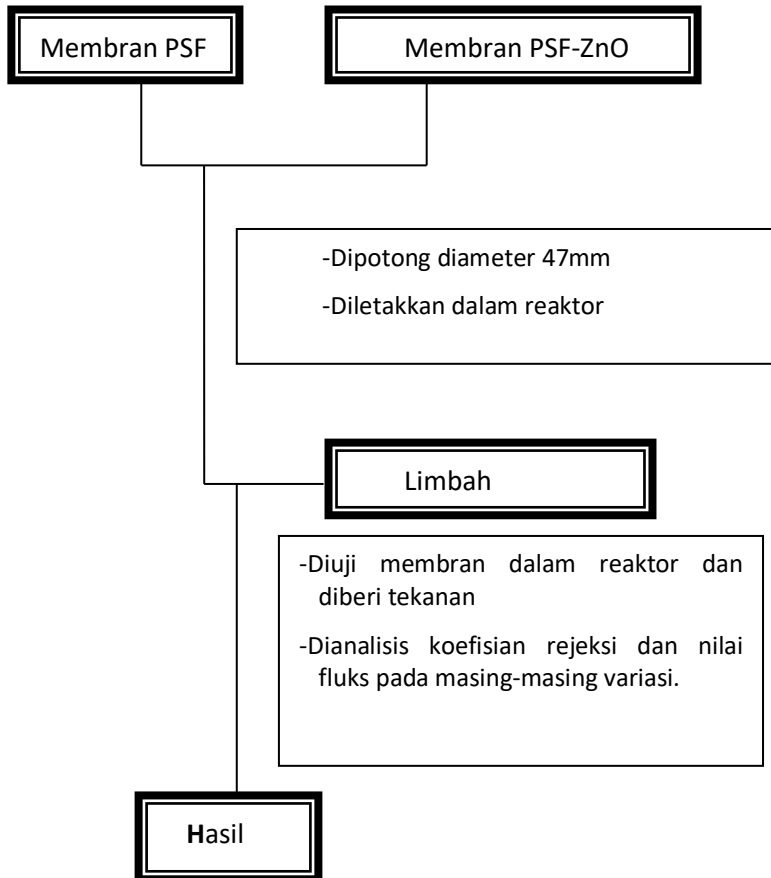 Membran PSF
Membran PSF-ZnO
-Dipotong diameter 47mm
-Diletakkan dalam reaktor
Limbah
-Diuji membran dalam reaktor dan
diberi tekanan
-Dianalisis koefisian rejeksi dan nilai
fluks pada masing-masing variasi.
Hasil